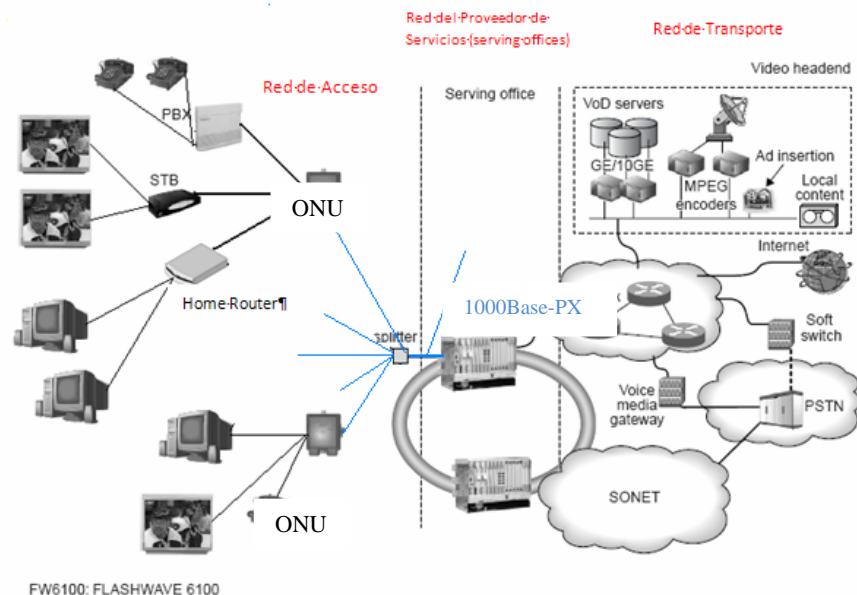 Red·del·Proveedor·de·
Servicios·(serving·offices)
Red·de·Transporte
Red·de·Acceso
Video headend
Serving office
VoD servers
GE/10GE
MPEG
encoders
Ad insertion
Local
content
PBX
STB
ONU
Home·Router¶
Internet
1000Base-PX
splitter
Soft
switch
Voice
media
gateway
PSTN
SONET
ONU
FW6100: FLASHWAVE 6100